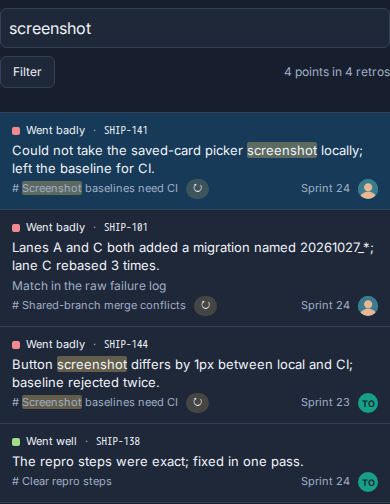 screenshot
Filter
4 points in 4 retros
Went badly · SHIP-141
Could not take the saved-card picker screenshot locally;
left the baseline for CI.
# Screenshot baselines need CI
Sprint 24
Went badly · SHIP-101
Lanes A and C both added a migration named 20261027_*;
lane C rebased 3 times.
Match in the raw failure log
# Shared-branch merge conflicts
Sprint 24
Went badly · SHIP-144
Button screenshot differs by 1px between local and CI;
baseline rejected twice.
# Screenshot baselines need CI
Sprint 23
TO
Went well · SHIP-138
The repro steps were exact; fixed in one pass.
# Clear repro steps
Sprint 24
TO